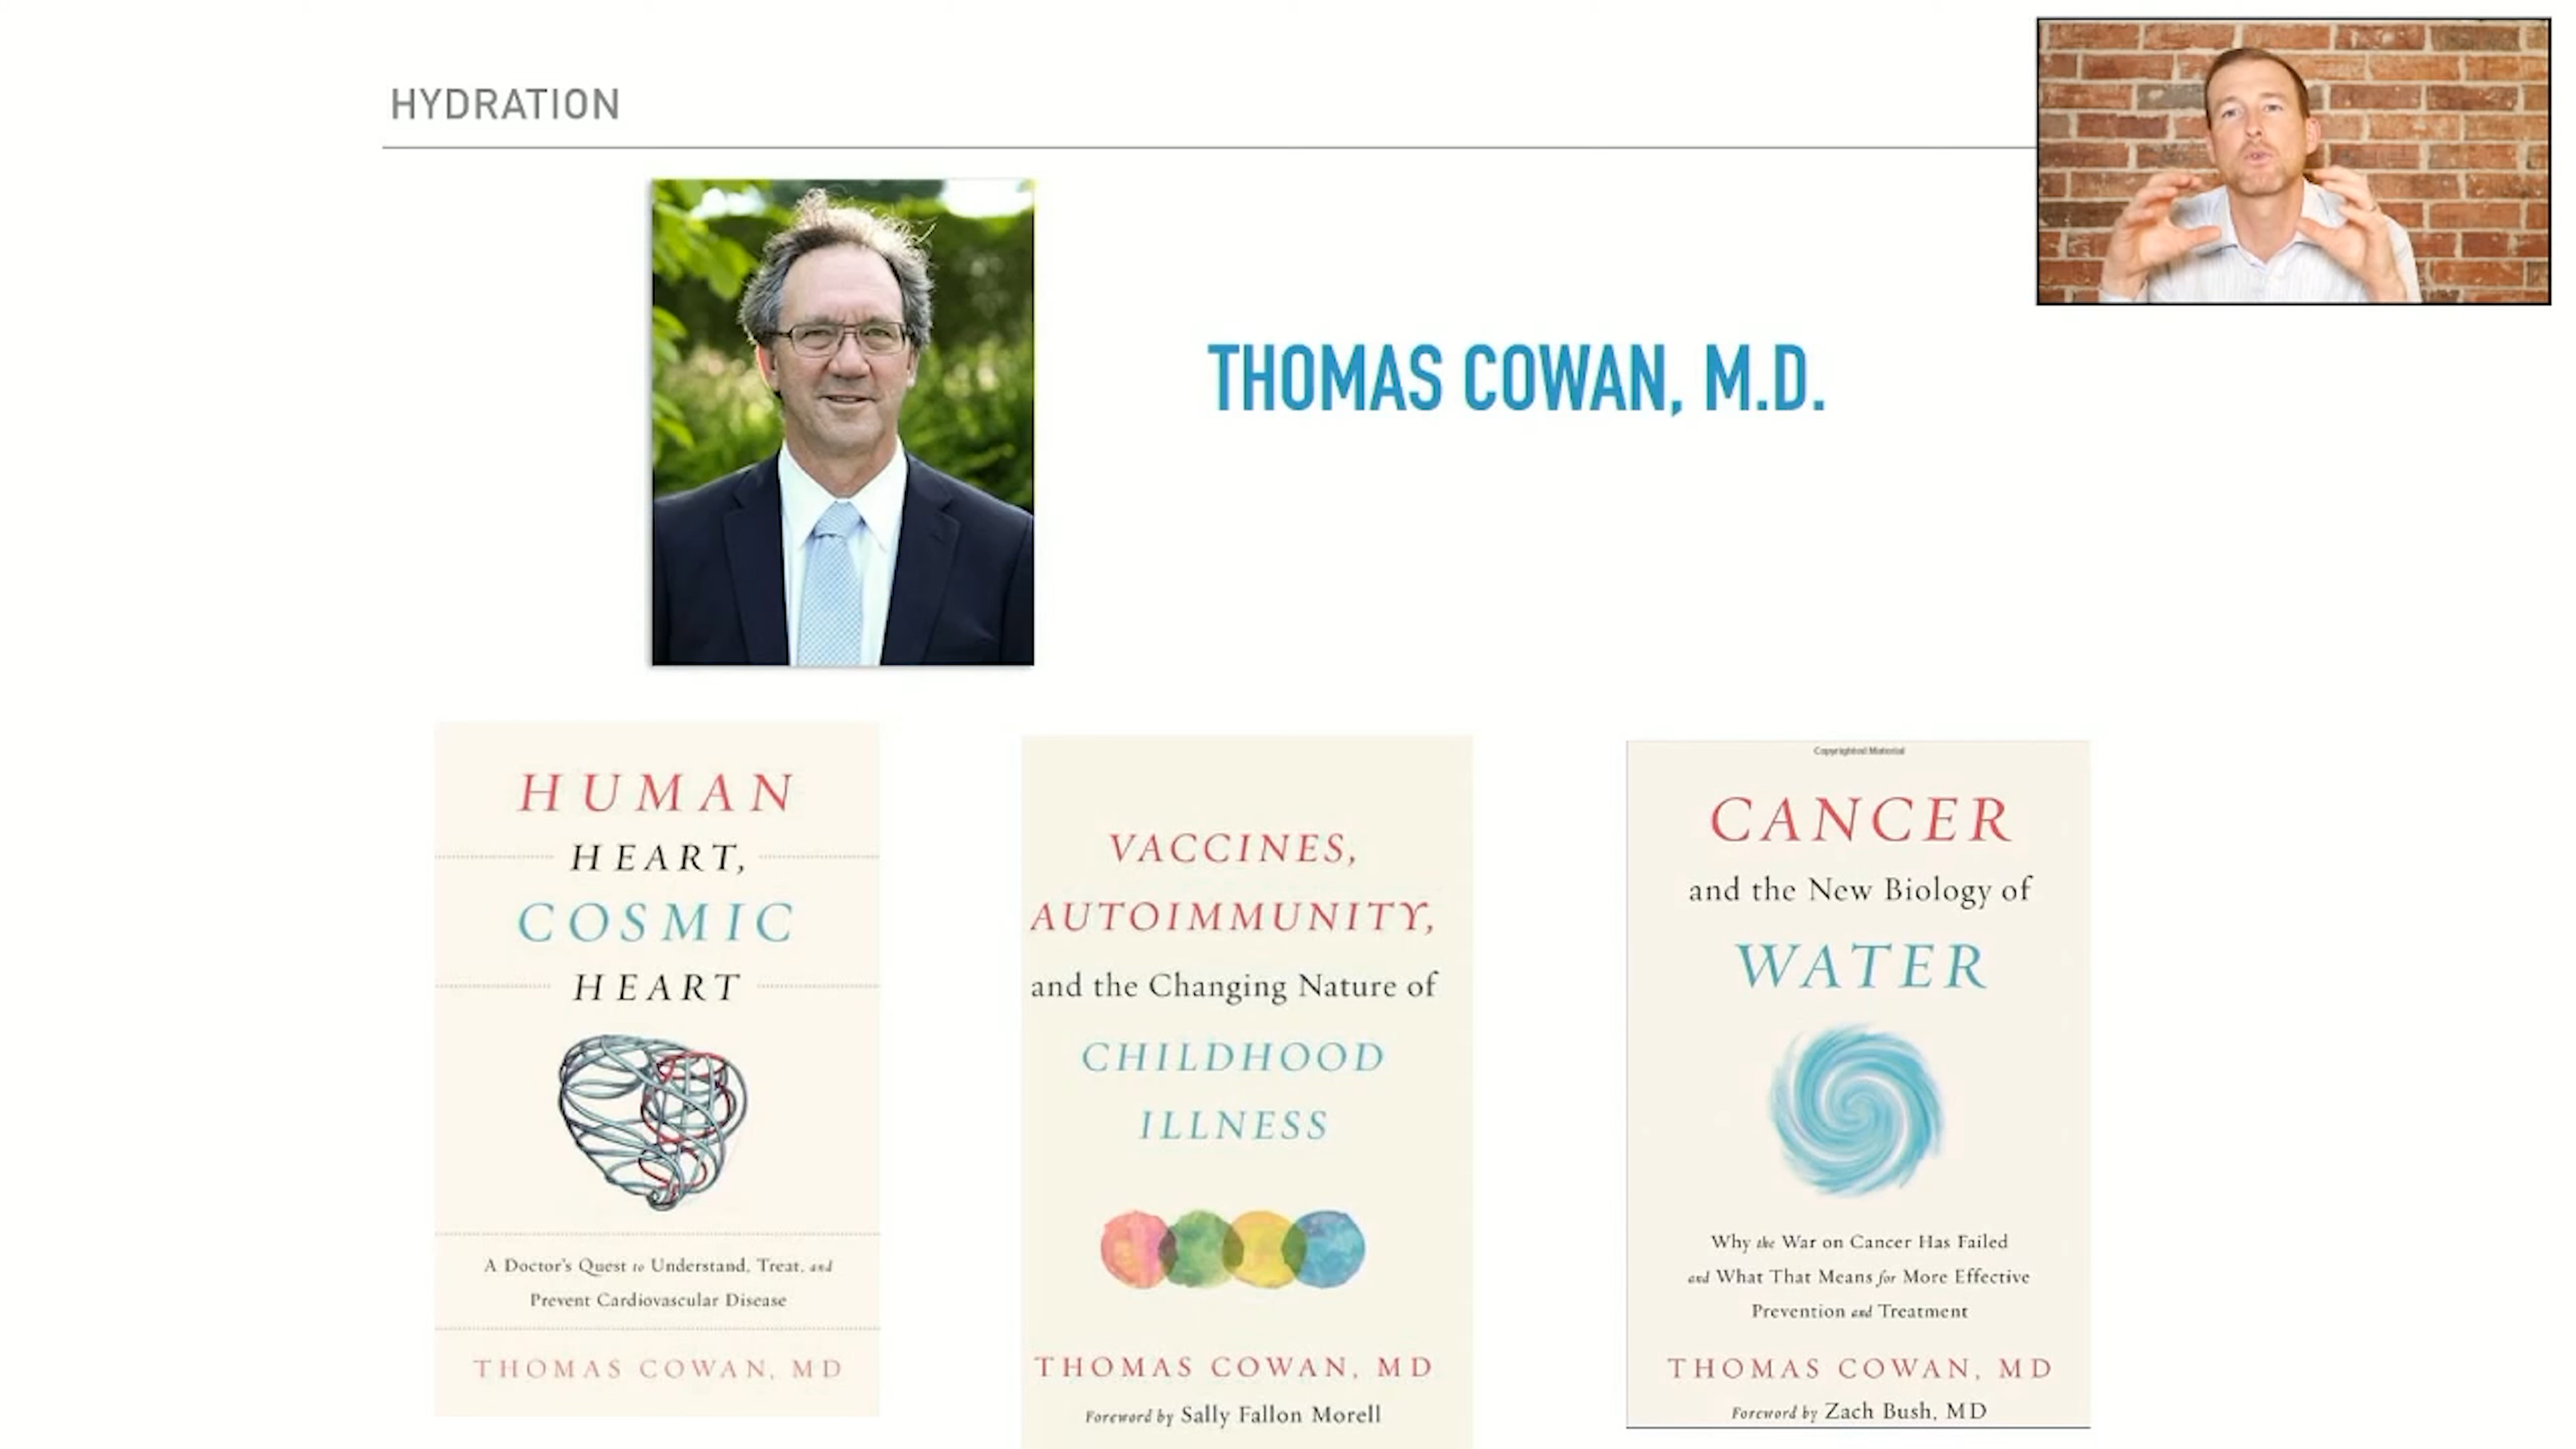 HYDRATION
THOMAS COWAN, M.D.
HUMAN
HEART,
COSMIC
HEART
A Doctor's Quest to Understand, Treat, and
Prevent Cardiovascular Disease
THOMAS COWAN, MD
VACCINES,
AUTOIMMUNITY,
and the Changing Nature of
CHILDHOOD
ILLNESS
THOMAS COWAN, MD
Foreword by Sally Fallon Morell
Copyrighted Material
CANCER
and the New Biology of
WATER
Why the War on Cancer Has Failed
and What That Means for More Effective
Prevention and Treatment
THOMAS COWAN, MD
Foreword by Zach Bush, MD